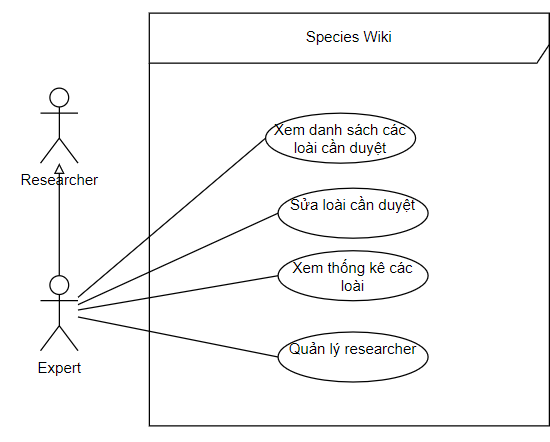 Species Wiki
Researcher
Xem danh sách các
loài cần duyệt
Sửa loài cần duyệt
Xem thống kê các
loài
Quản lý researcher
Expert